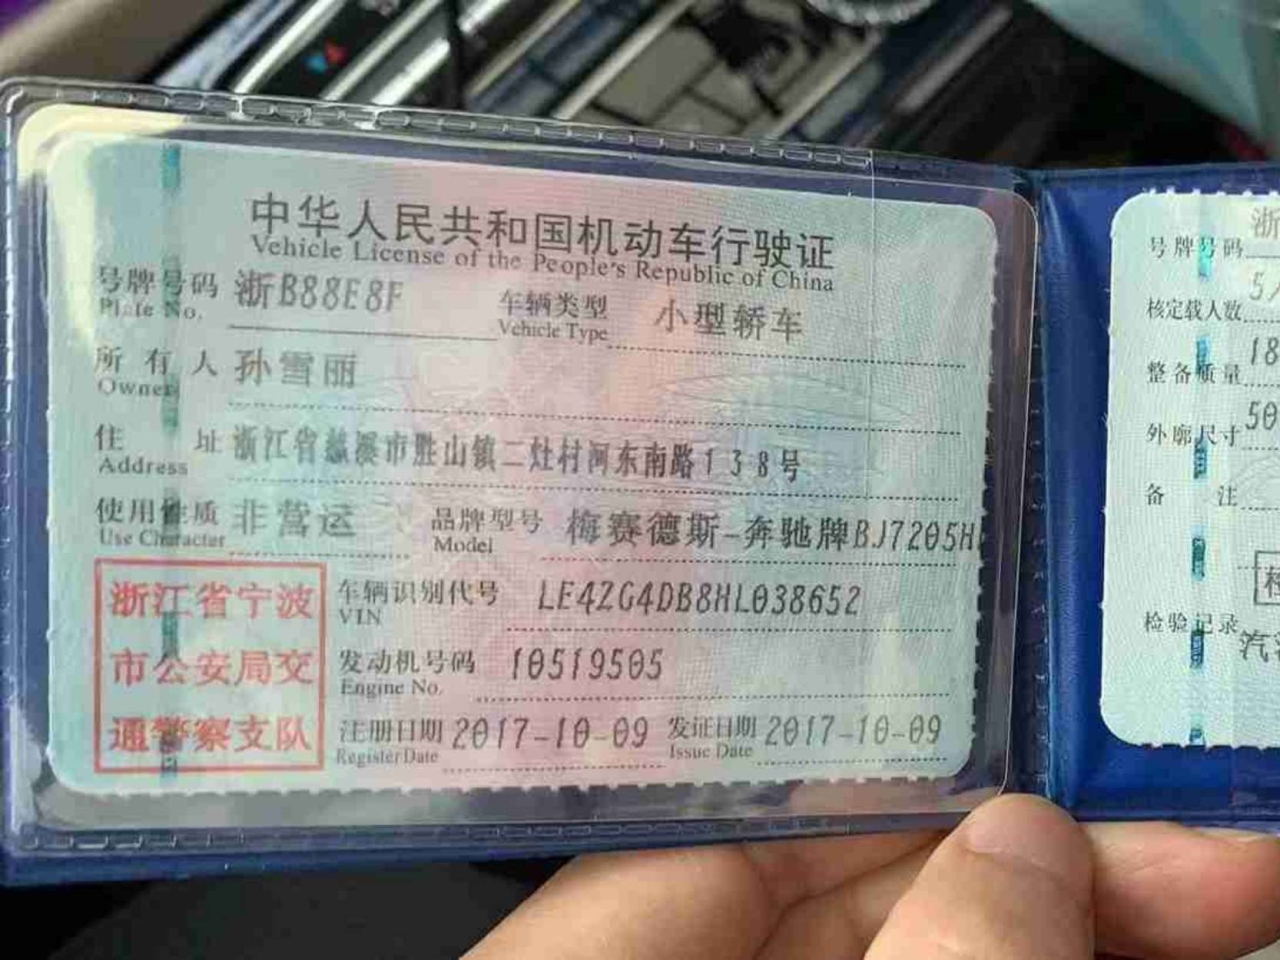 中华人民共和国机动车行驶证
Vehicle License of the People's Republic of China
号牌号码 浙B88E8F 车辆类型 小型轿车
Plate No. Vehicle Type
所有人 孙雪丽
Owner
住址 浙江省慈溪市胜山镇二灶村河东南路138号
Address
使用性质 非营运 品牌型号 梅赛德斯-奔驰牌BJ7205H
Use Character Model
浙江省宁波
市公安局交
通警察支队
车辆识别代号 LE4ZG4DB8HL038652
VIN
发动机号码 10519505
Engine No.
注册日期 2017-10-09 发证日期 2017-10-09
Register Date Issue Date
号牌号码 浙
核定载人数 5
整备质量 18
外廓尺寸 50
备注
检验记录
汽